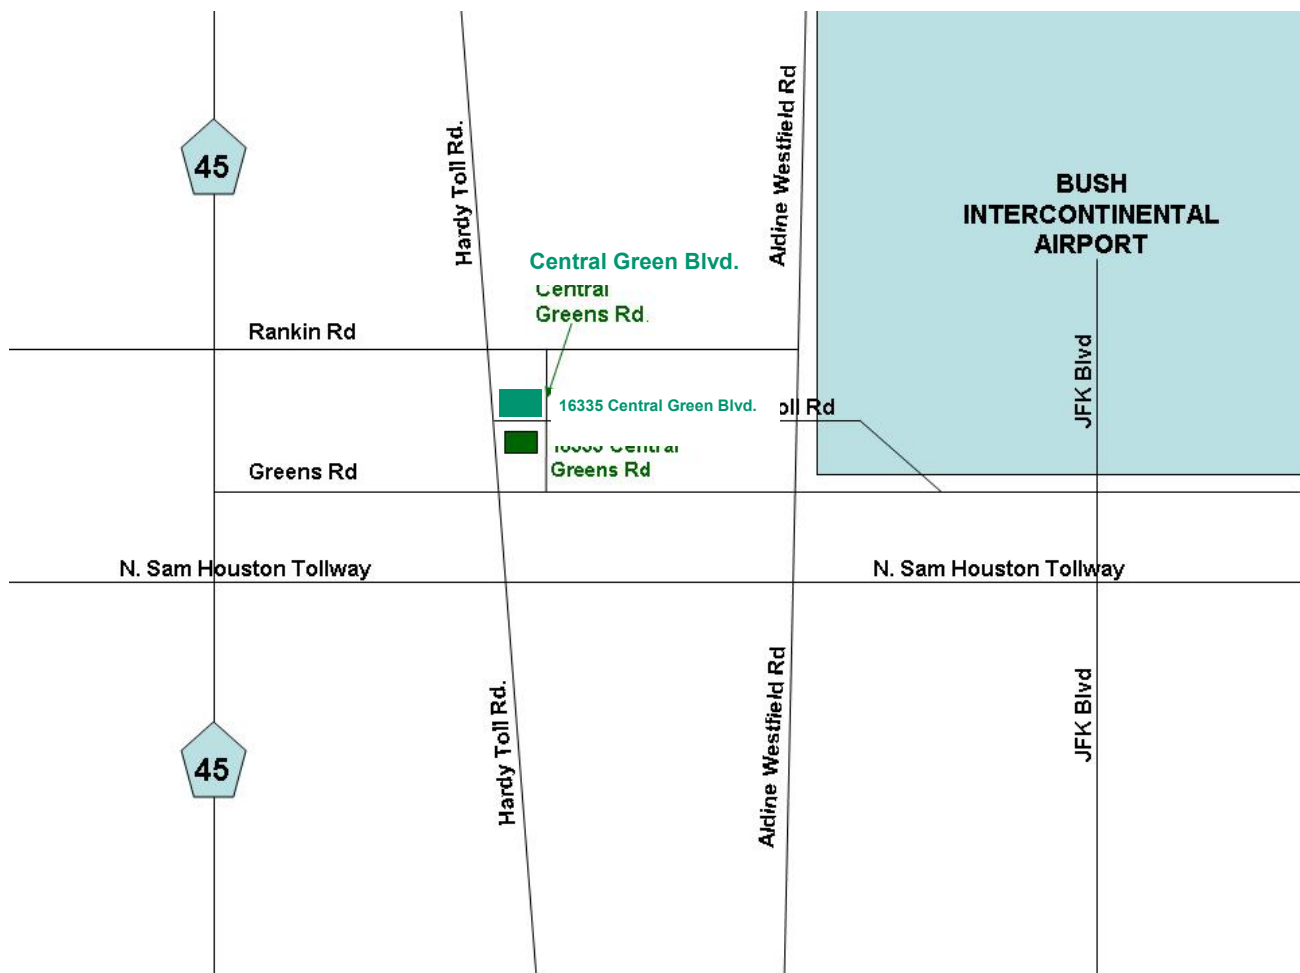 Hardy Toll Rd.
Aldine Westfield Rd
45
BUSH
INTERCONTINENTAL
AIRPORT
Central Green Blvd.
Central
Greens Rd.
Rankin Rd
JFK Blvd
16335 Central Green Blvd.
Rd
Central
Greens Rd
Greens Rd
N. Sam Houston Tollway
N. Sam Houston Tollway
Hardy Toll Rd.
Aldine Westfield Rd
JFK Blvd
45